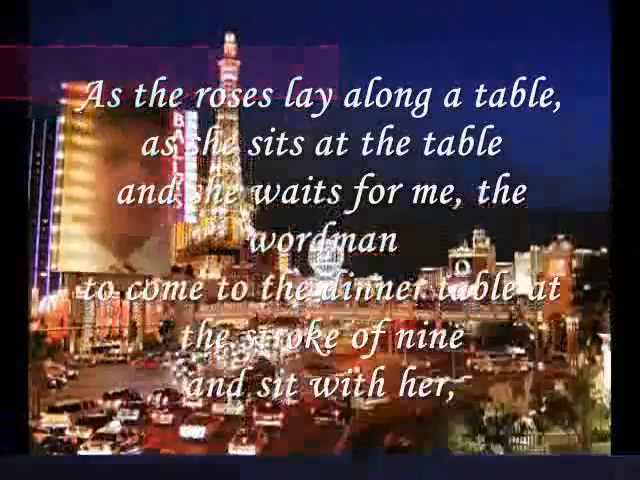 As the roses lay along a table,
as she sits at the table
and she waits for me, the
wordman
to come to the dinner table at
the stroke of nine
and sit with her,